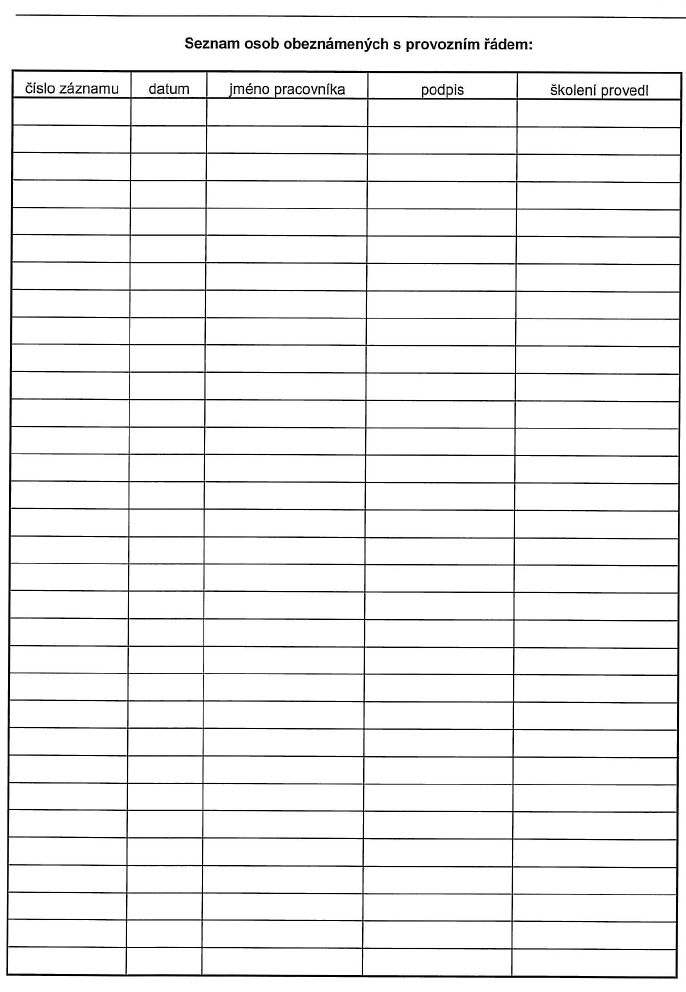 Seznam osob obeznámených s provozním řádem:
číslo záznamu datum jméno pracovníka podpis školení provedl